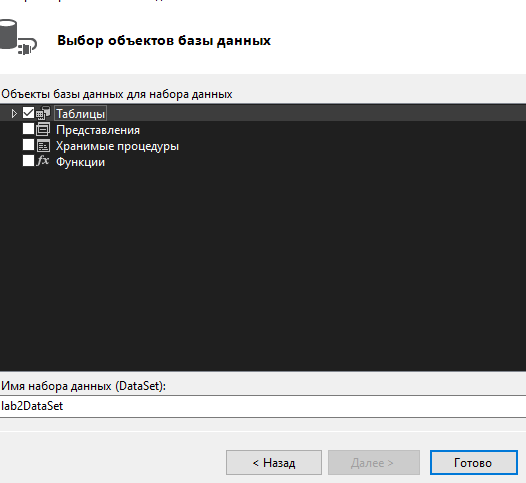 Выбор объектов базы данных
Объекты базы данных для набора данных
Таблицы
Представления
Хранимые процедуры
fx Функции
Имя набора данных (DataSet):
lab2DataSet
< Назад
Далее >
Готово